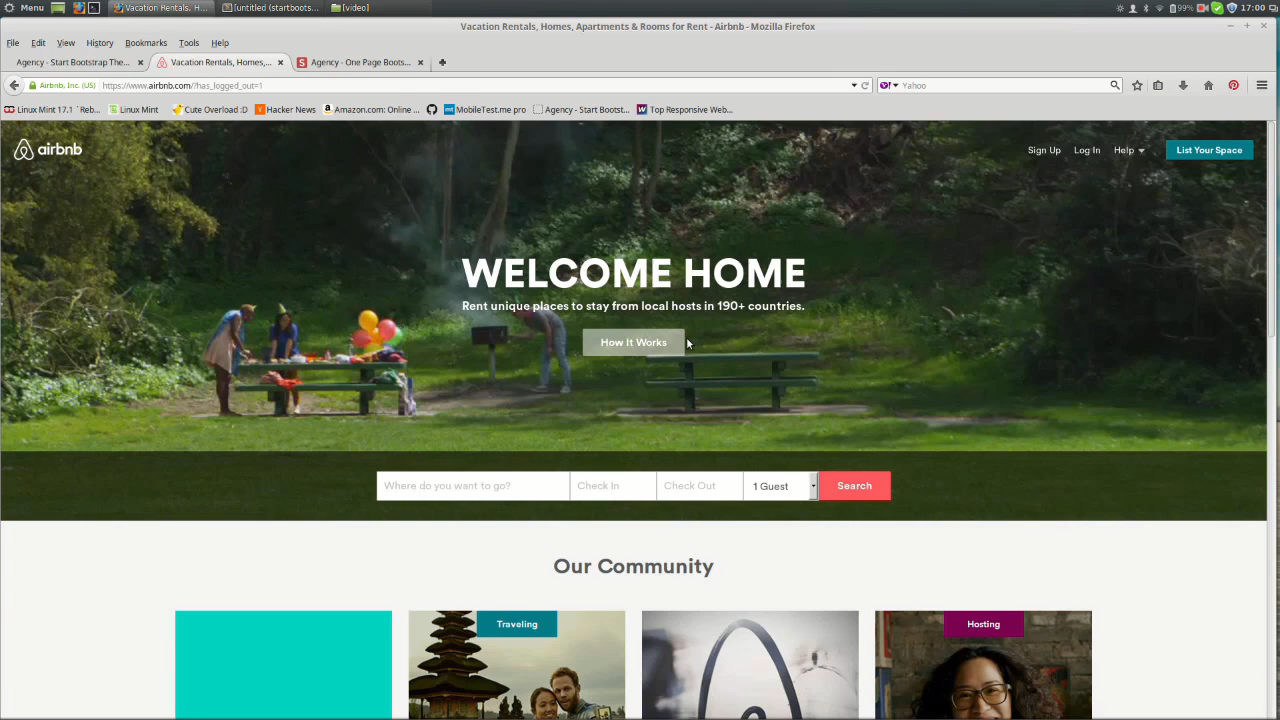 Menu
Vacation Rentals. H...
[untitled (startboots...
[video]
99%
17:00
Vacation Rentals, Homes, Apartments & Rooms for Rent - Airbnb - Mozilla Firefox
File Edit View History Bookmarks Tools Help
Agency - Start Bootstrap The...
Vacation Rentals, Homes,...
Agency - One Page Boots...
Airbnb, Inc. (US)
https://www.airbnb.com/?has_logged_out=1
Yahoo
Linux Mint 17.1 `Reb...
Linux Mint
Cute Overload :D
Hacker News
Amazon.com: Online ...
MobileTest.me pro
Agency - Start Bootst...
Top Responsive Web...
airbnb
Sign Up
Log In
Help
List Your Space
WELCOME HOME
Rent unique places to stay from local hosts in 190+ countries.
How It Works
Where do you want to go?
Check In
Check Out
1 Guest
Search
Our Community
Traveling
Hosting